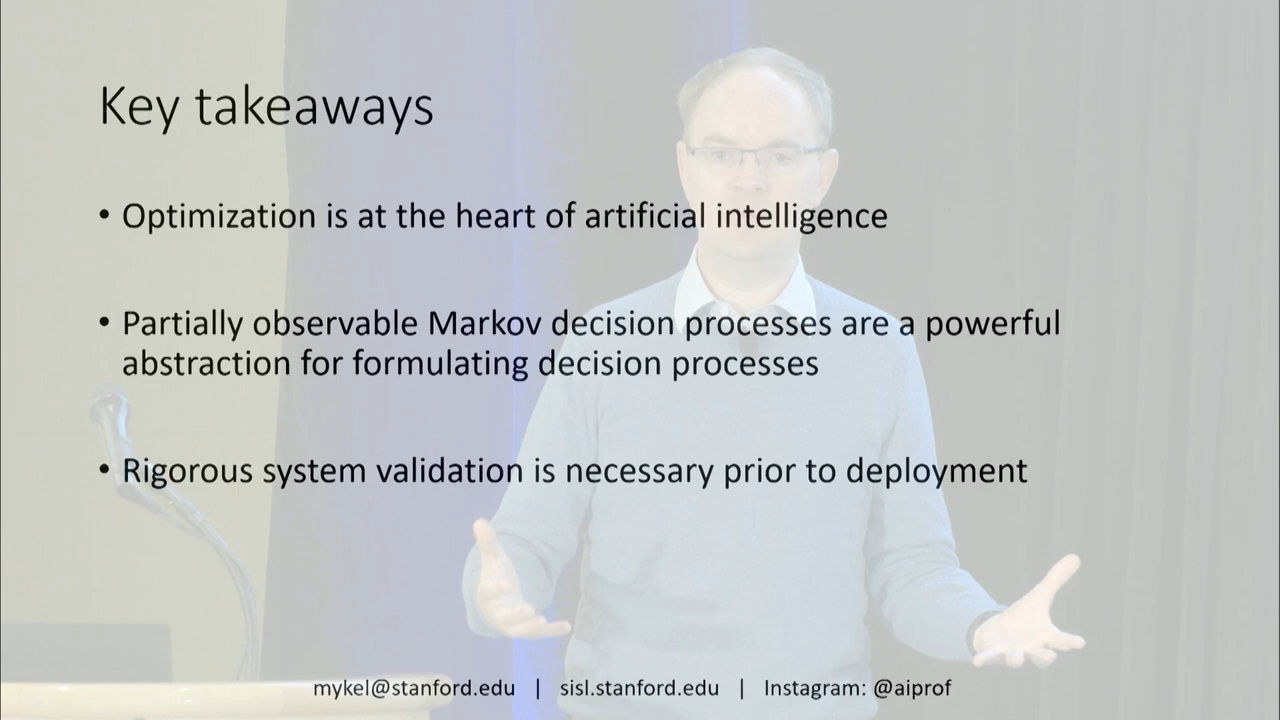 Key takeaways
• Optimization is at the heart of artificial intelligence
• Partially observable Markov decision processes are a powerful
abstraction for formulating decision processes
• Rigorous system validation is necessary prior to deployment
mykel@stanford.edu | sisl.stanford.edu | Instagram: @aiprof